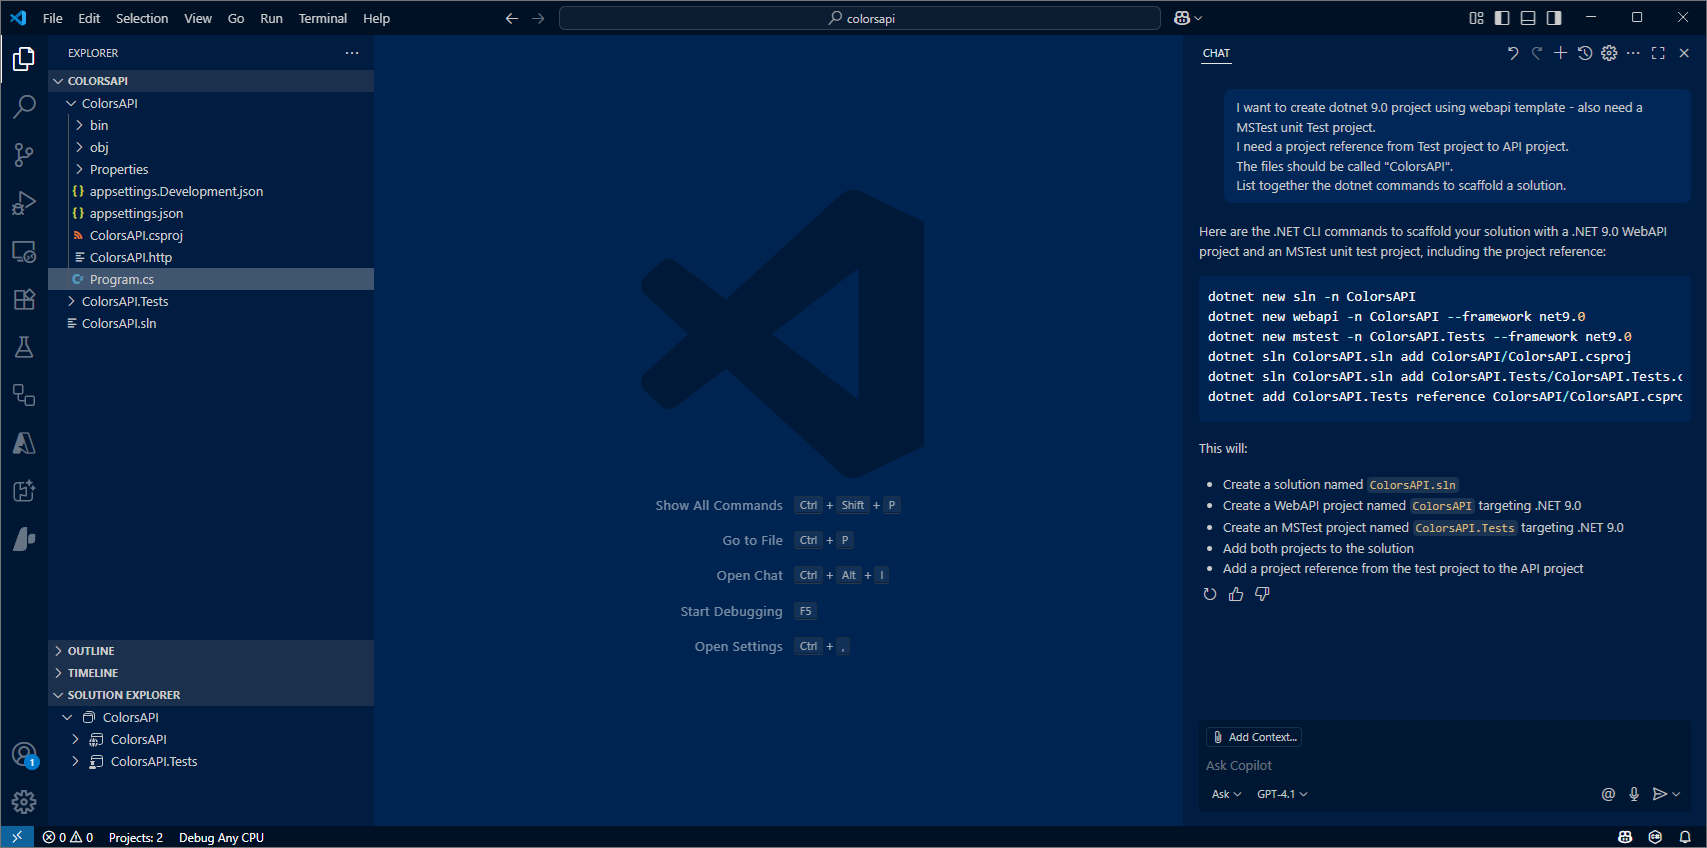 File Edit Selection View Go Run Terminal Help
colorsapi
EXPLORER
COLORSAPI
ColorsAPI
bin
obj
Properties
{} appsettings.Development.json
{} appsettings.json
ColorsAPI.csproj
ColorsAPI.http
Program.cs
ColorsAPI.Tests
ColorsAPI.sln
OUTLINE
TIMELINE
SOLUTION EXPLORER
ColorsAPI
ColorsAPI
ColorsAPI.Tests
1
Show All Commands Ctrl + Shift + P
Go to File Ctrl + P
Open Chat Ctrl + Alt + I
Start Debugging F5
Open Settings Ctrl + ,
CHAT
I want to create dotnet 9.0 project using webapi template - also need a
MSTest unit Test project.
I need a project reference from Test project to API project.
The files should be called "ColorsAPI".
List together the dotnet commands to scaffold a solution.
Here are the .NET CLI commands to scaffold your solution with a .NET 9.0 WebAPI
project and an MSTest unit test project, including the project reference:
dotnet new sln -n ColorsAPI
dotnet new webapi -n ColorsAPI --framework net9.0
dotnet new mstest -n ColorsAPI.Tests --framework net9.0
dotnet sln ColorsAPI.sln add ColorsAPI/ColorsAPI.csproj
dotnet sln ColorsAPI.sln add ColorsAPI.Tests/ColorsAPI.Tests.c
dotnet add ColorsAPI.Tests reference ColorsAPI/ColorsAPI.cspro
This will:
• Create a solution named ColorsAPI.sln
• Create a WebAPI project named ColorsAPI targeting .NET 9.0
• Create an MSTest project named ColorsAPI.Tests targeting .NET 9.0
• Add both projects to the solution
• Add a project reference from the test project to the API project
Add Context...
Ask Copilot
Ask GPT-4.1 @
0 0 Projects: 2 Debug Any CPU